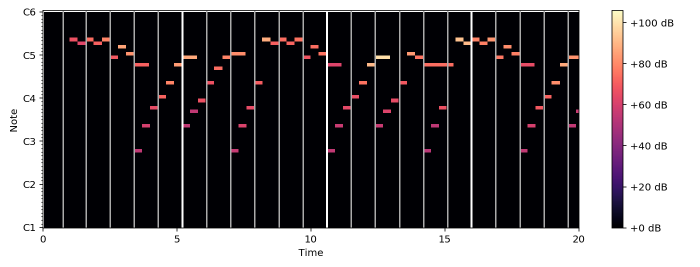 C6
C5
C4
C3
C2
C1
Note
0
5
10
15
20
Time
+100 dB
+80 dB
+60 dB
+40 dB
+20 dB
+0 dB